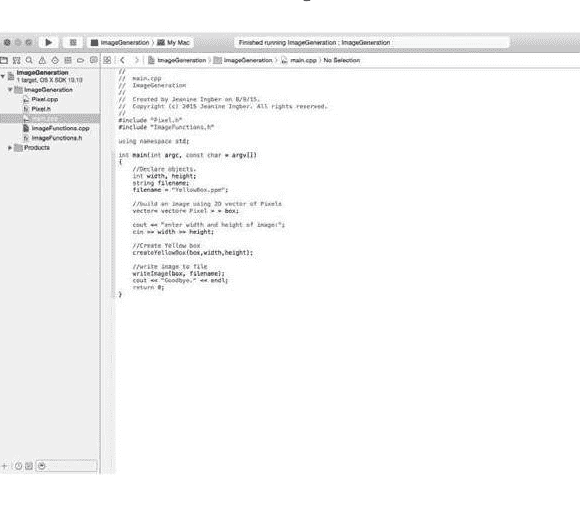 ImageGeneration
My Mac
Finished running ImageGeneration : ImageGeneration
ImageGeneration
1 target, OS X SDK 10.10
ImageGeneration
Pixel.cpp
Pixel.h
main.cpp
ImageFunctions.cpp
ImageFunctions.h
Products
ImageGeneration
ImageGeneration
main.cpp
No Selection
//
// main.cpp
// ImageGeneration
//
// Created by Jeanine Ingber on 8/9/15.
// Copyright (c) 2015 Jeanine Ingber. All rights reserved.
//
#include "Pixel.h"
#include "ImageFunctions.h"
using namespace std;
int main(int argc, const char * argv[])
{
//Declare objects.
int width, height;
string filename;
filename = "YellowBox.ppm";
//build an image using 2D vector of Pixels
vector< vector< Pixel > > box;
cout << "enter width and height of image:";
cin >> width >> height;
//Create Yellow box
createYellowBox(box,width,height);
//write image to file
writeImage(box, filename);
cout << "Goodbye." << endl;
return 0;
}